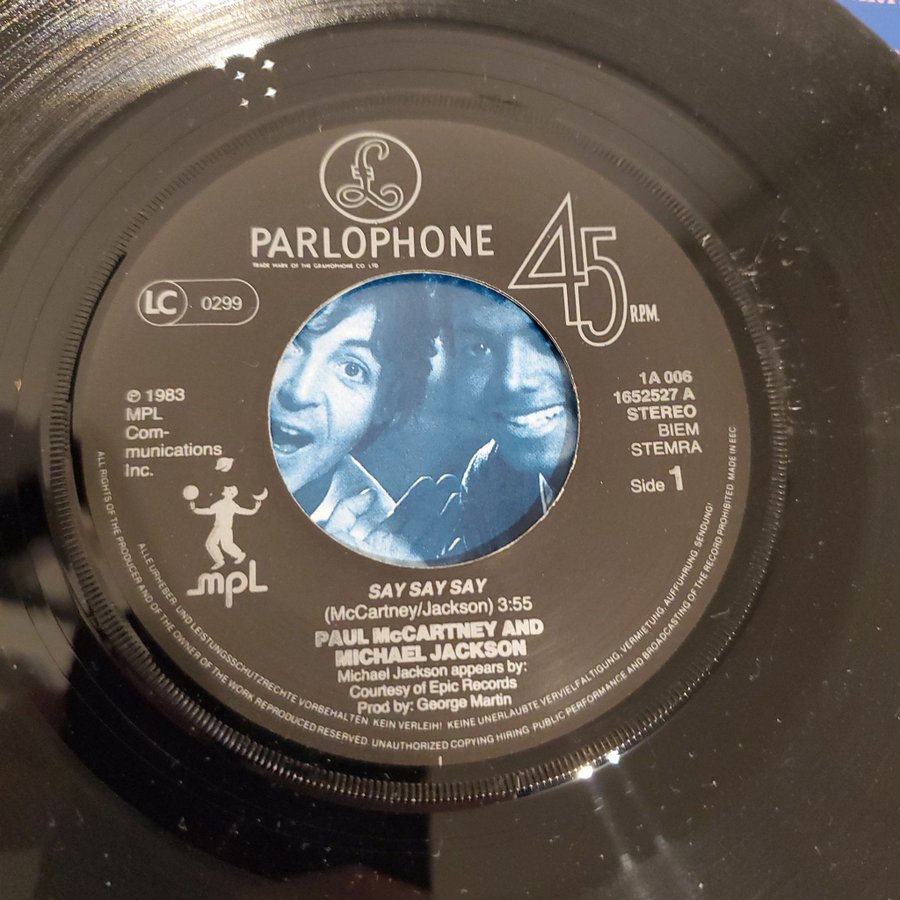 £
PARLOPHONE
TRADE MARK OF THE GRAMOPHONE CO LTD
45
R.P.M.
LC 0299
℗ 1983
MPL
Com-
munications
Inc.
mpL
1A 006
1652527 A
STEREO
BIEM
STEMRA
Side 1
SAY SAY SAY
(McCartney/Jackson) 3:55
PAUL McCARTNEY AND
MICHAEL JACKSON
Michael Jackson appears by:
Courtesy of Epic Records
Prod by: George Martin
ALLE URHEBER UND LEISTUNGSSCHUTZRECHTE VORBEHALTEN. KEIN VERLEIH! KEINE UNERLAUBTE VERVIELFALTIGUNG, VERMIETUNG, AUFFUHRUNG, SENDUNG!
ALL RIGHTS OF THE PRODUCER AND OF THE OWNER OF THE WORK REPRODUCED RESERVED. UNAUTHORIZED COPYING HIRING PUBLIC PERFORMANCE AND BROADCASTING OF THE RECORD PROHIBITED. MADE IN EEC.